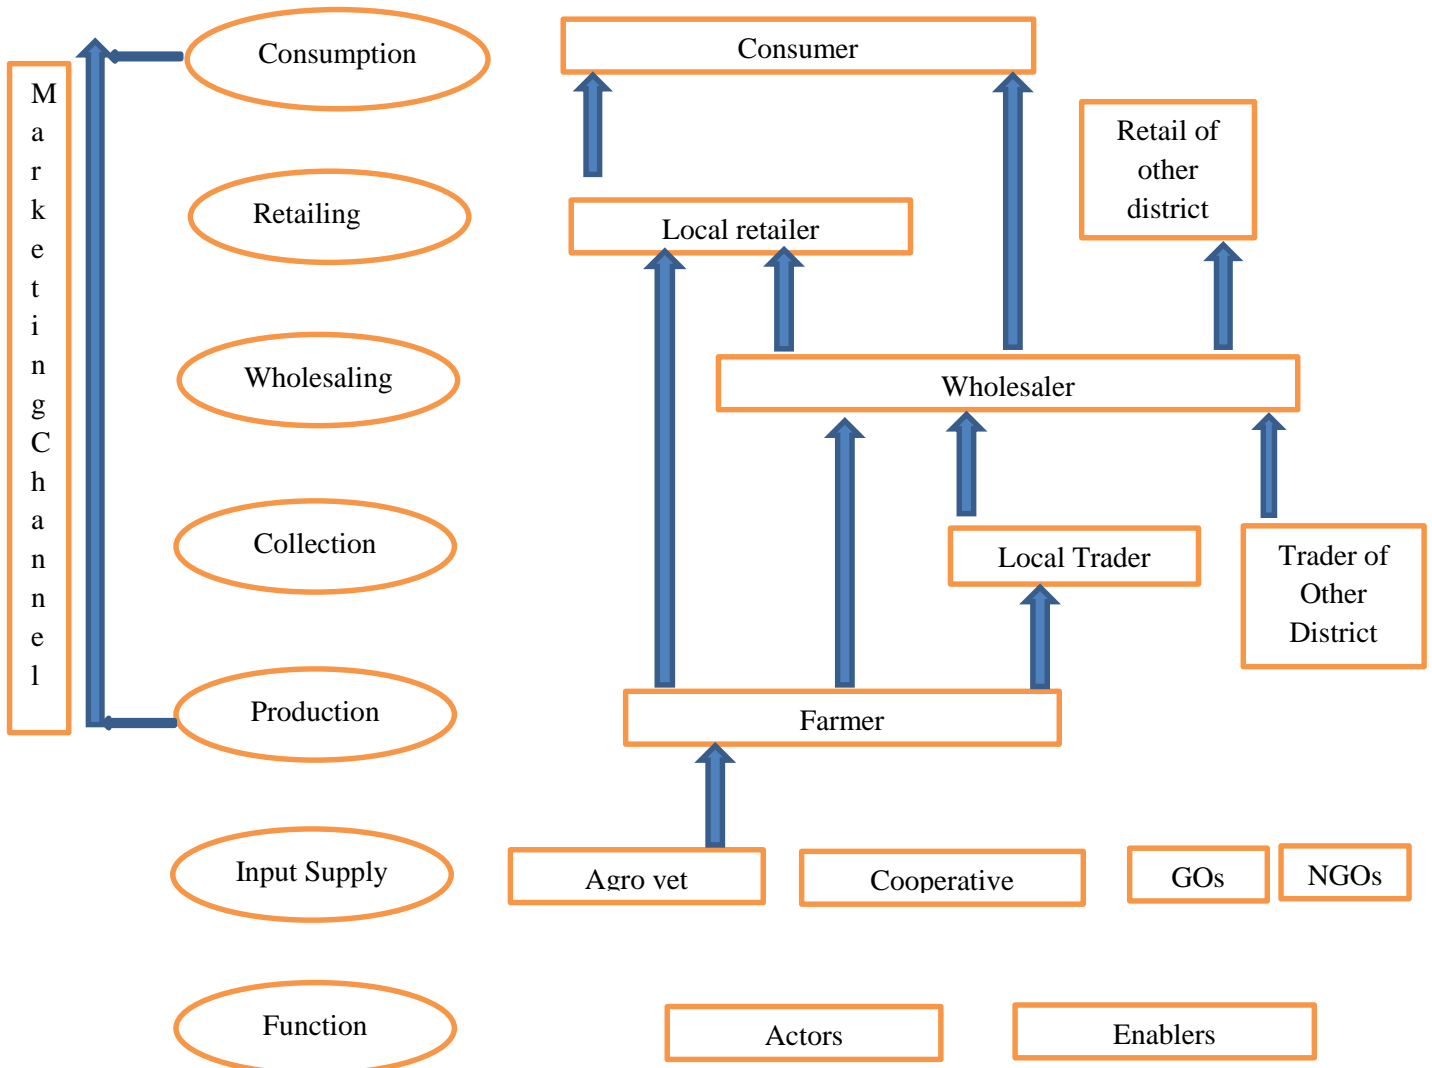 Consumption
Consumer
MarketingChannel
Retail of
other
district
Retailing
Local retailer
Wholesaling
Wholesaler
Collection
Local Trader
Trader of
Other
District
Production
Farmer
Input Supply
Agro vet
Cooperative
GOs
NGOs
Function
Actors
Enablers